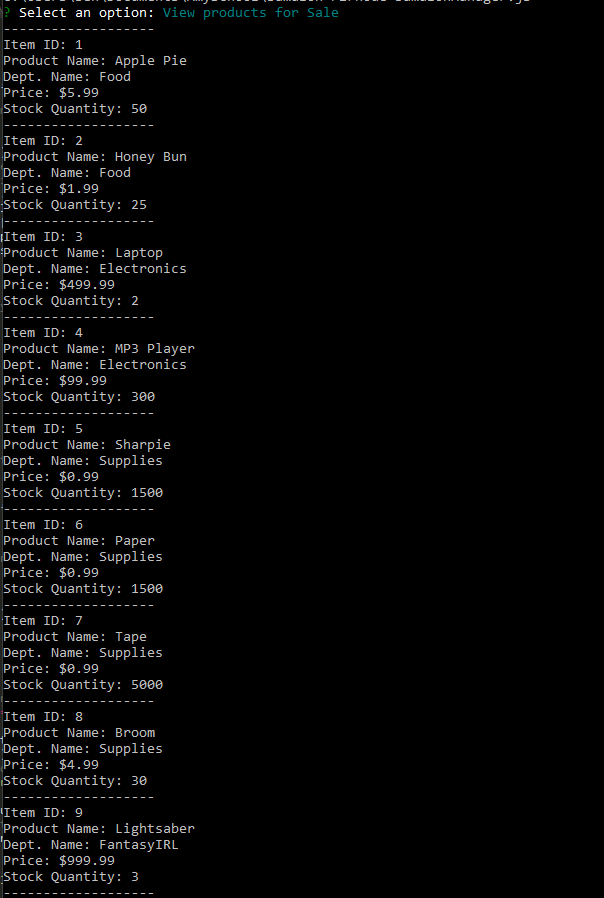 ? Select an option: View products for Sale
-------------------
Item ID: 1
Product Name: Apple Pie
Dept. Name: Food
Price: $5.99
Stock Quantity: 50
-------------------
Item ID: 2
Product Name: Honey Bun
Dept. Name: Food
Price: $1.99
Stock Quantity: 25
-------------------
Item ID: 3
Product Name: Laptop
Dept. Name: Electronics
Price: $499.99
Stock Quantity: 2
-------------------
Item ID: 4
Product Name: MP3 Player
Dept. Name: Electronics
Price: $99.99
Stock Quantity: 300
-------------------
Item ID: 5
Product Name: Sharpie
Dept. Name: Supplies
Price: $0.99
Stock Quantity: 1500
-------------------
Item ID: 6
Product Name: Paper
Dept. Name: Supplies
Price: $0.99
Stock Quantity: 1500
-------------------
Item ID: 7
Product Name: Tape
Dept. Name: Supplies
Price: $0.99
Stock Quantity: 5000
-------------------
Item ID: 8
Product Name: Broom
Dept. Name: Supplies
Price: $4.99
Stock Quantity: 30
-------------------
Item ID: 9
Product Name: Lightsaber
Dept. Name: FantasyIRL
Price: $999.99
Stock Quantity: 3
-------------------